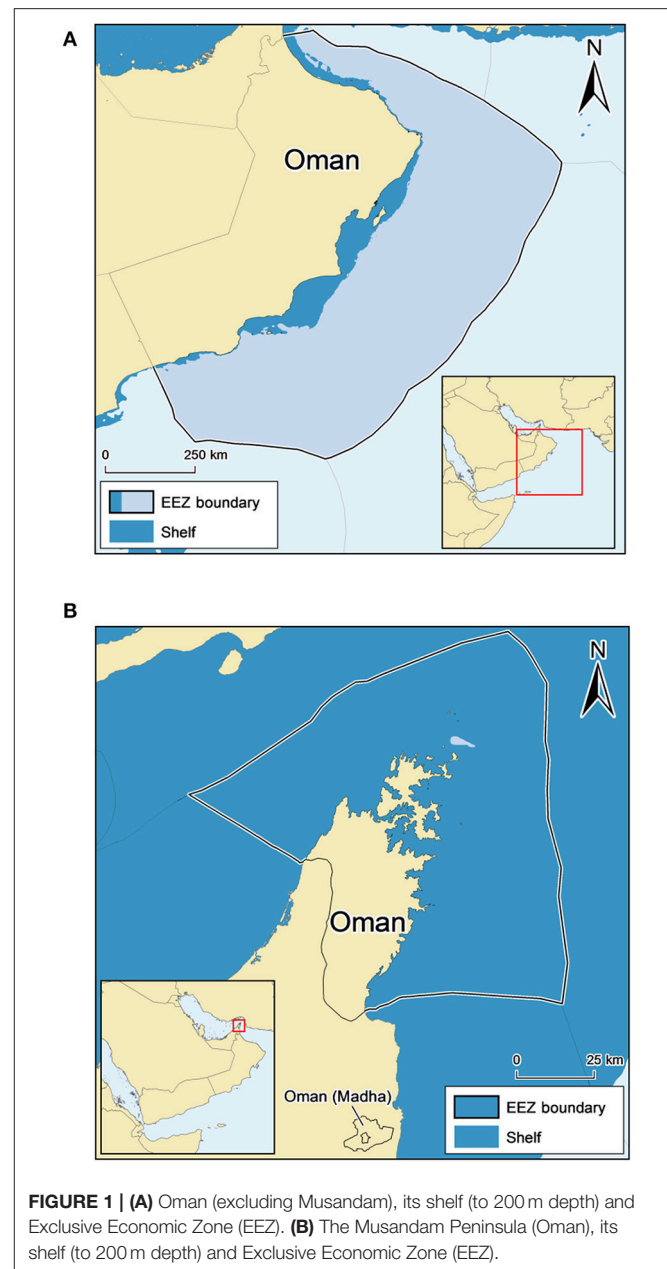 A
N
Oman
0 250 km
EEZ boundary
Shelf
B
N
Oman
0 25 km
Oman (Madha)
EEZ boundary
Shelf
FIGURE 1 | (A) Oman (excluding Musandam), its shelf (to 200 m depth) and
Exclusive Economic Zone (EEZ). (B) The Musandam Peninsula (Oman), its
shelf (to 200 m depth) and Exclusive Economic Zone (EEZ).